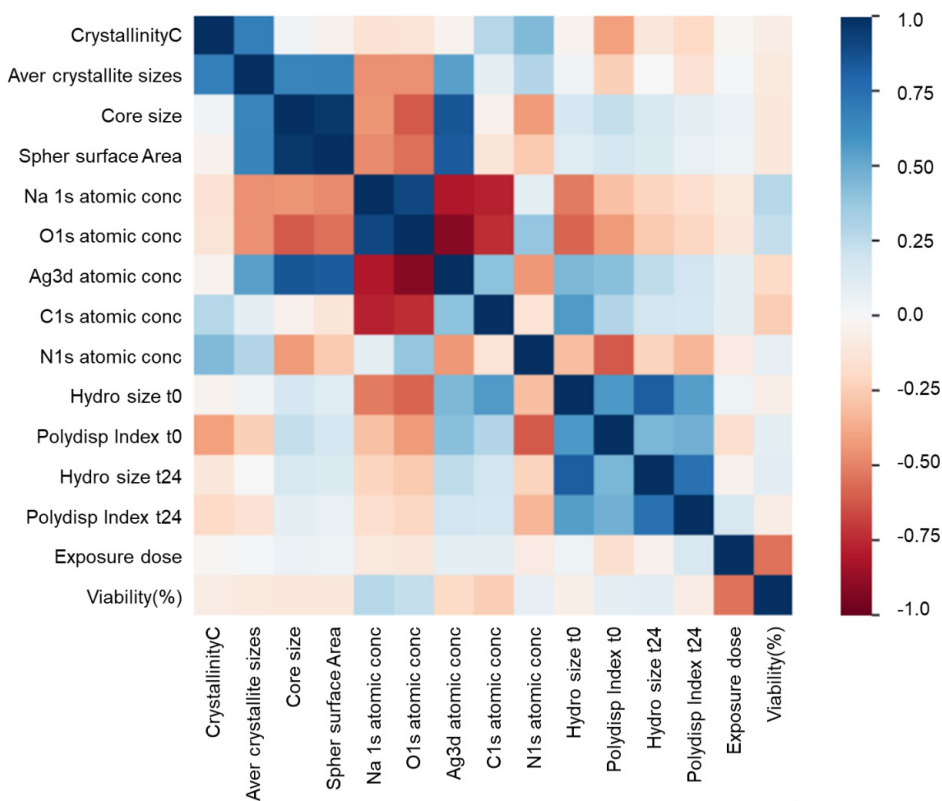 CrystallinityC
Aver crystallite sizes
Core size
Spher surface Area
Na 1s atomic conc
O1s atomic conc
Ag3d atomic conc
C1s atomic conc
N1s atomic conc
Hydro size t0
Polydisp Index t0
Hydro size t24
Polydisp Index t24
Exposure dose
Viability(%)
CrystallinityC
Aver crystallite sizes
Core size
Spher surface Area
Na 1s atomic conc
O1s atomic conc
Ag3d atomic conc
C1s atomic conc
N1s atomic conc
Hydro size t0
Polydisp Index t0
Hydro size t24
Polydisp Index t24
Exposure dose
Viability(%)
1.0
0.75
0.50
0.25
0.0
-0.25
-0.50
-0.75
-1.0